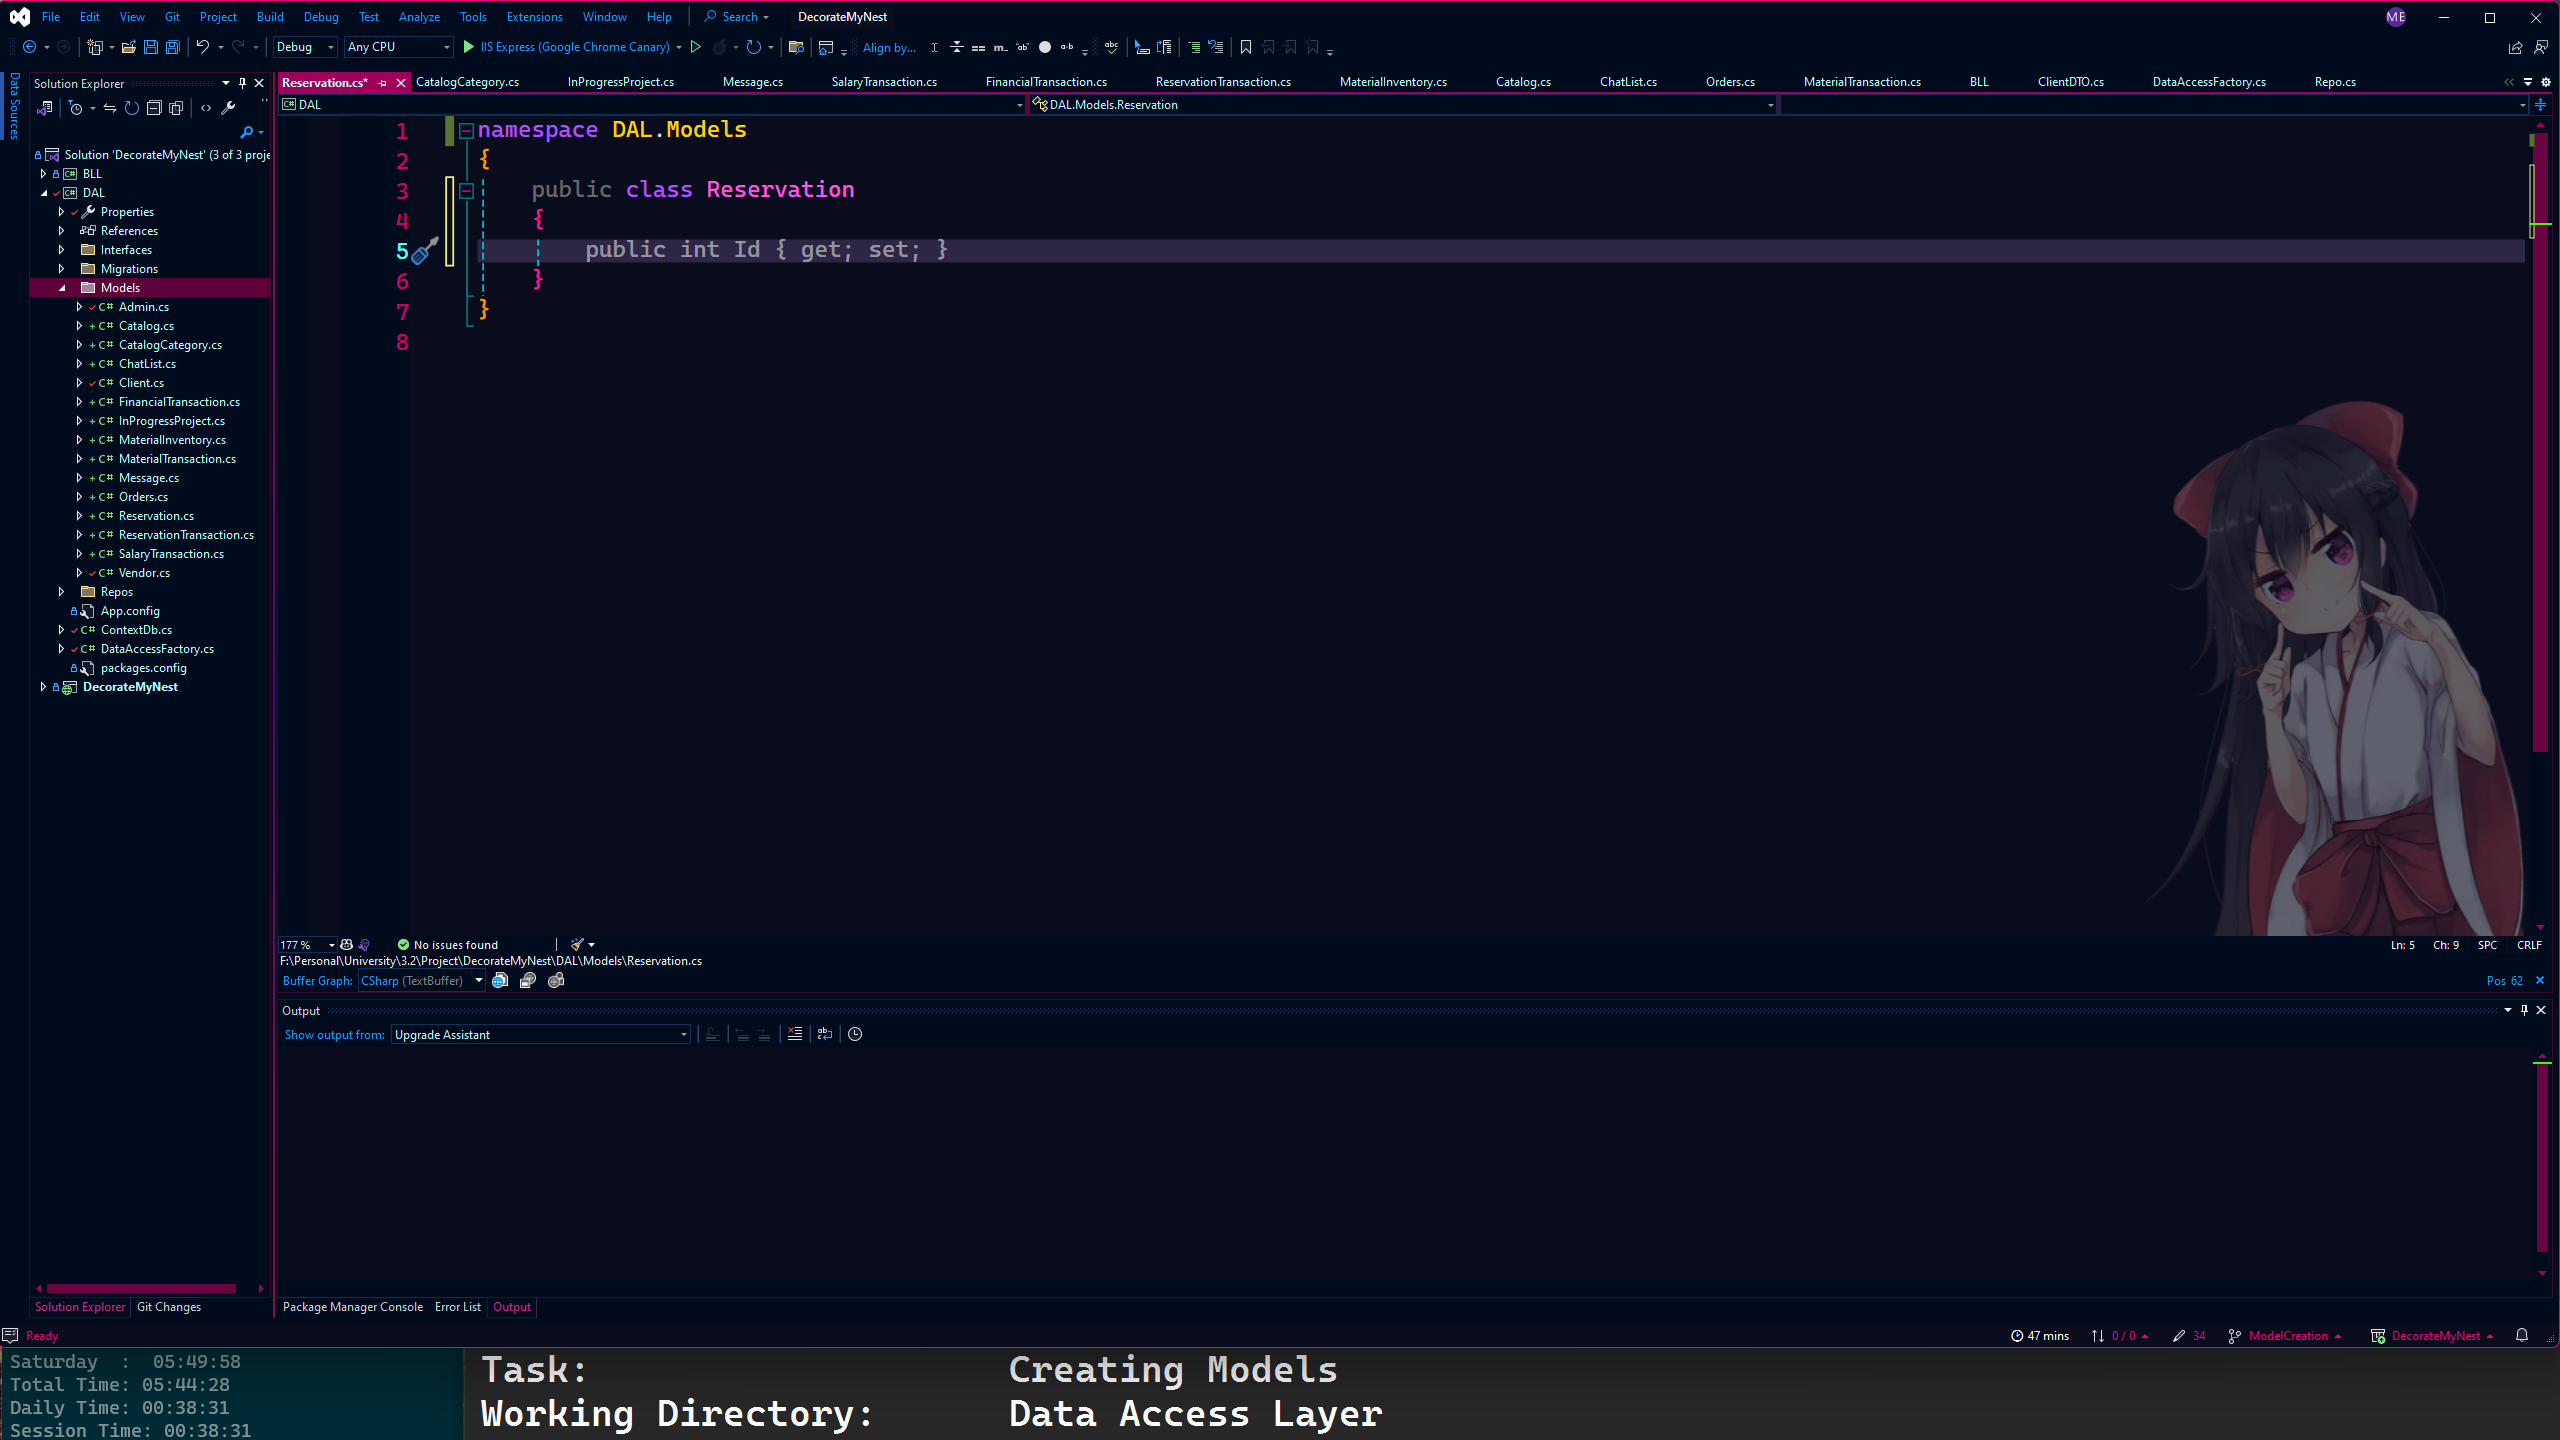 File Edit View Git Project Build Debug Test Analyze Tools Extensions Window Help Search DecorateMyNest ME
Debug Any CPU IIS Express (Google Chrome Canary) Align by...
Data Sources
Solution Explorer
Reservation.cs* CatalogCategory.cs InProgressProject.cs Message.cs SalaryTransaction.cs FinancialTransaction.cs ReservationTransaction.cs MaterialInventory.cs Catalog.cs ChatList.cs Orders.cs MaterialTransaction.cs BLL ClientDTO.cs DataAccessFactory.cs Repo.cs
DAL DAL.Models.Reservation
Solution 'DecorateMyNest' (3 of 3 proje
BLL
DAL
Properties
References
Interfaces
Migrations
Models
Admin.cs
Catalog.cs
CatalogCategory.cs
ChatList.cs
Client.cs
FinancialTransaction.cs
InProgressProject.cs
MaterialInventory.cs
MaterialTransaction.cs
Message.cs
Orders.cs
Reservation.cs
ReservationTransaction.cs
SalaryTransaction.cs
Vendor.cs
Repos
App.config
ContextDb.cs
DataAccessFactory.cs
packages.config
DecorateMyNest
1 namespace DAL.Models
2 {
3 public class Reservation
4 {
5 public int Id { get; set; }
6 }
7 }
8
177 % No issues found Ln: 5 Ch: 9 SPC CRLF
F:\Personal\University\3.2\Project\DecorateMyNest\DAL\Models\Reservation.cs
Buffer Graph: CSharp (TextBuffer) Pos 62
Output
Show output from: Upgrade Assistant
Solution Explorer Git Changes
Package Manager Console Error List Output
Ready 47 mins 0 / 0 34 ModelCreation DecorateMyNest
Saturday : 05:49:58
Total Time: 05:44:28
Daily Time: 00:38:31
Session Time: 00:38:31
Task: Creating Models
Working Directory: Data Access Layer